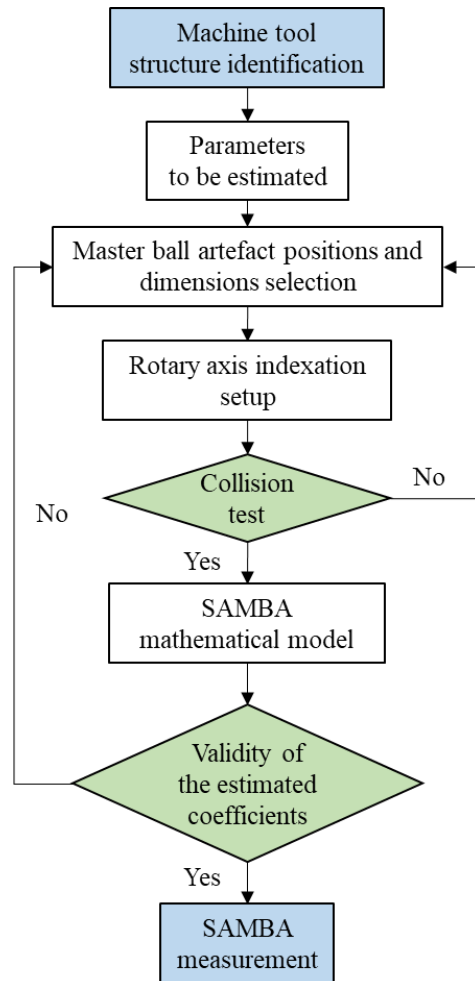 Machine tool
structure identification
Parameters
to be estimated
Master ball artefact positions and
dimensions selection
Rotary axis indexation
setup
Collision
test
No
No
Yes
SAMBA
mathematical model
Validity of
the estimated
coefficients
Yes
SAMBA
measurement